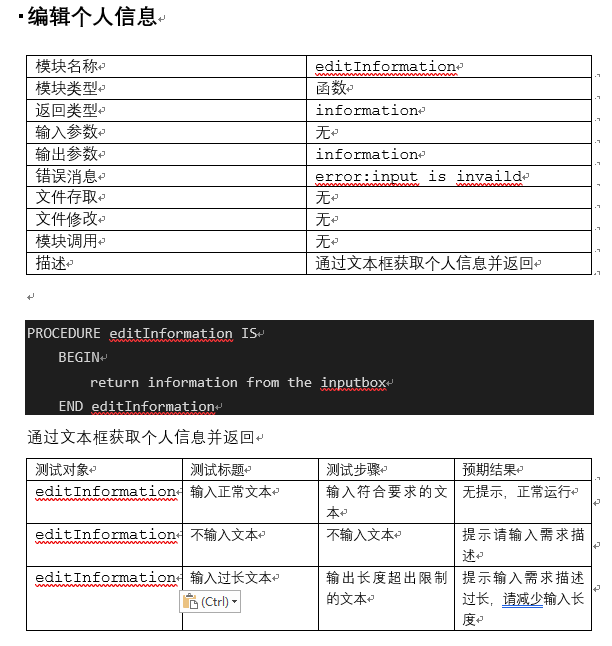 编辑个人信息
模块名称 editInformation
模块类型 函数
返回类型 information
输入参数 无
输出参数 information
错误消息 error:input is invaild
文件存取 无
文件修改 无
模块调用 无
描述 通过文本框获取个人信息并返回
PROCEDURE editInformation IS
BEGIN
return information from the inputbox
END editInformation
通过文本框获取个人信息并返回
测试对象 测试标题 测试步骤 预期结果
editInformation 输入正常文本 输入符合要求的文 无提示，正常运行
本
editInformation 不输入文本 不输入文本 提示请输入需求描
述
editInformation 输入过长文本 输出长度超出限制 提示输入需求描述
的文本 过长，请减少输入长
度
(Ctrl)